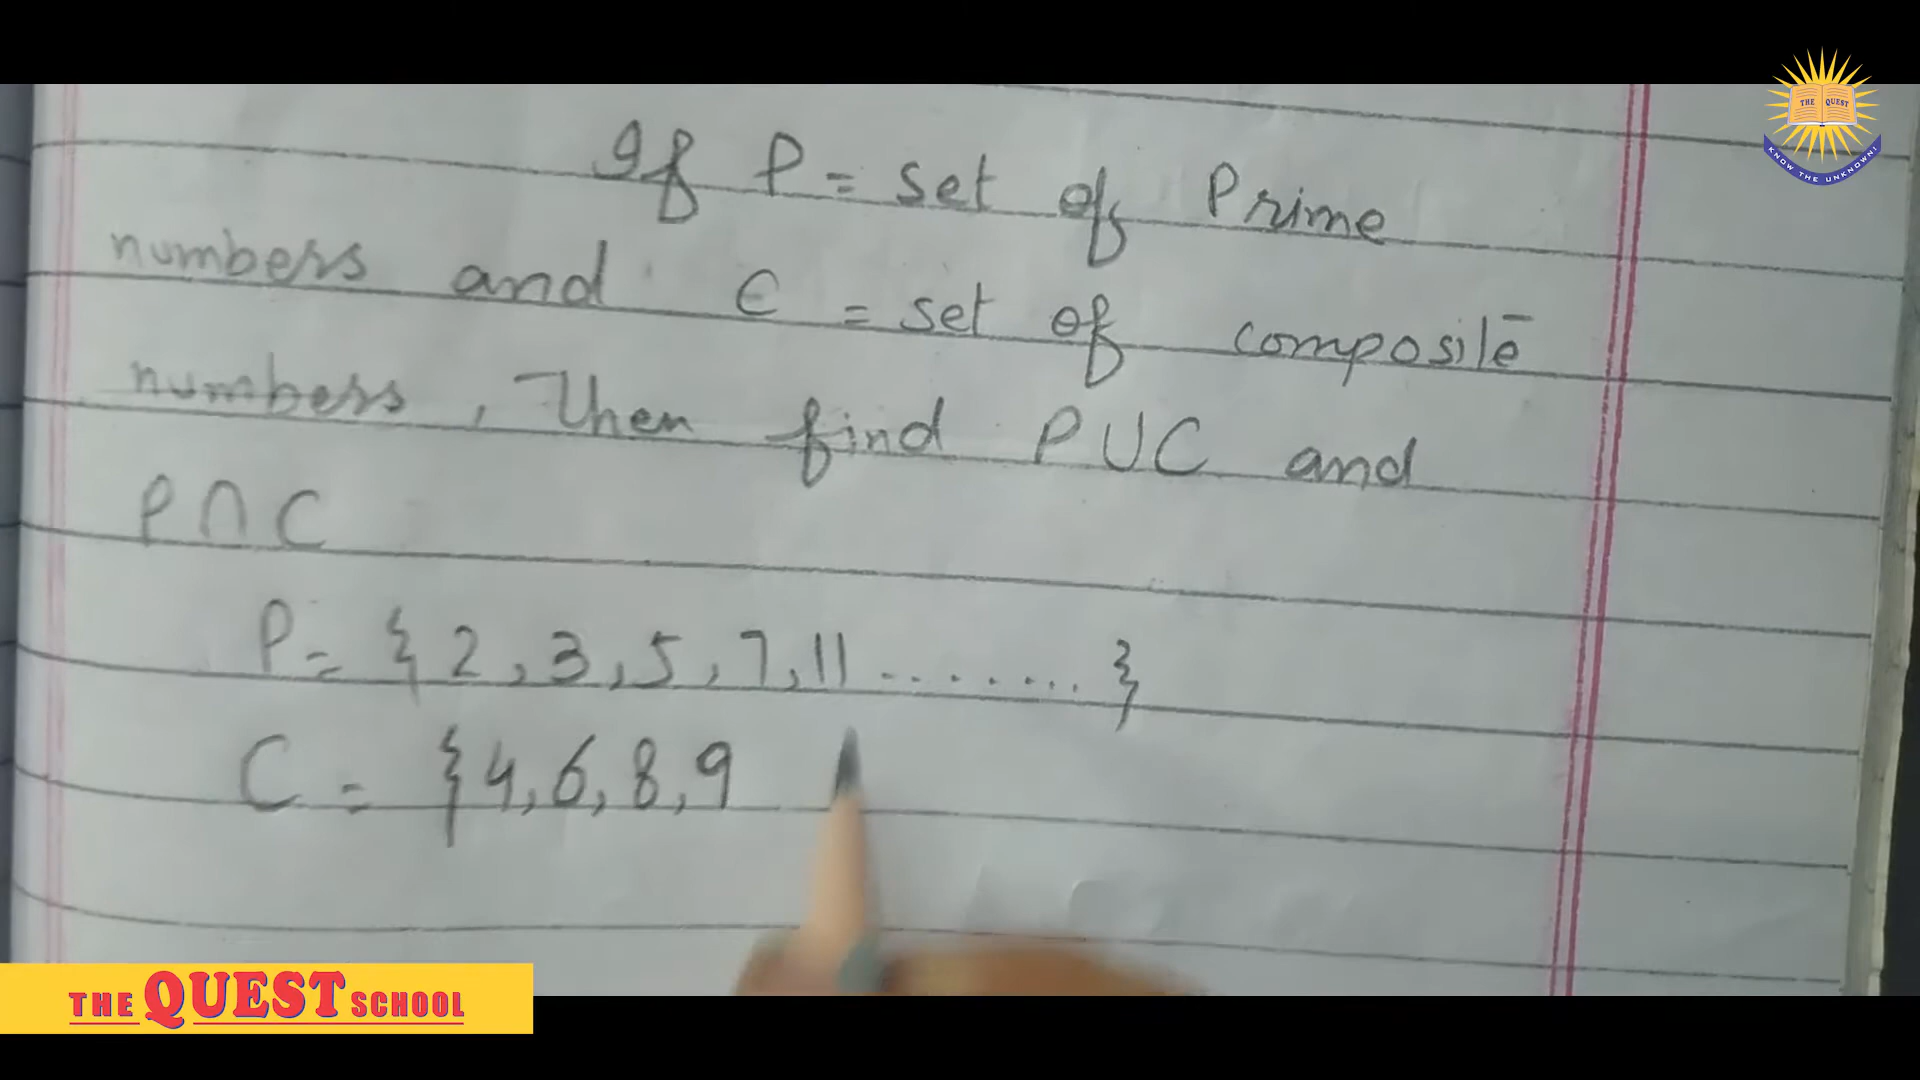 If P = set of Prime
numbers and C = set of composite
numbers, Then find P∪C and
P∩C
P = {2, 3, 5, 7, 11 ........ }
C = {4, 6, 8, 9
THE QUEST
KNOW THE UNKNOWN!
THE QUEST SCHOOL